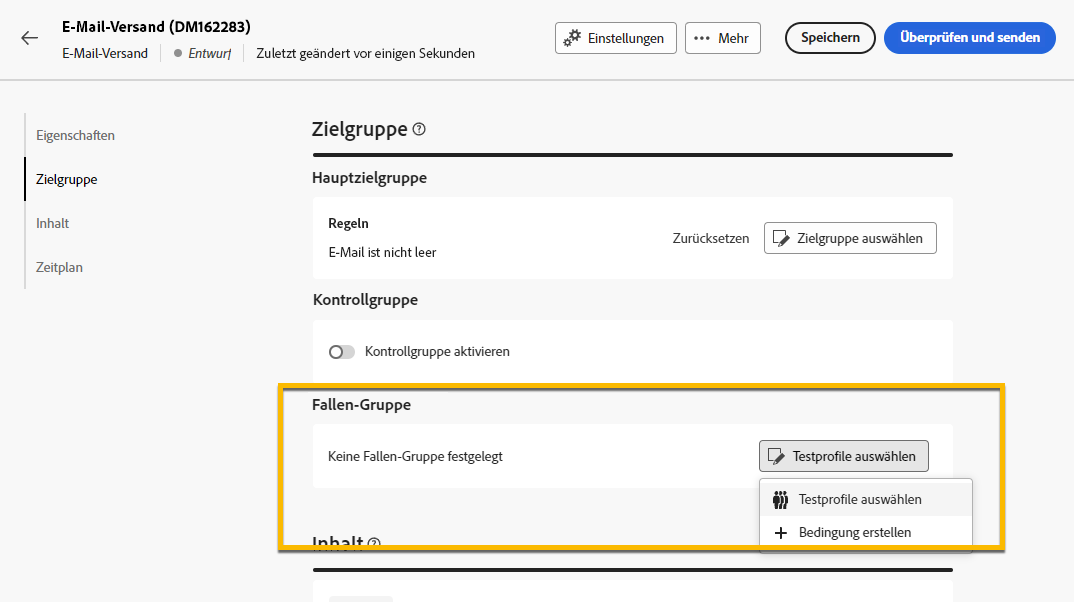 E-Mail-Versand (DM162283)
E-Mail-Versand
Entwurf
Zuletzt geändert vor einigen Sekunden
Einstellungen
Mehr
Speichern
Überprüfen und senden
Eigenschaften
Zielgruppe
Inhalt
Zeitplan
Zielgruppe
Hauptzielgruppe
Regeln
E-Mail ist nicht leer
Zurücksetzen
Zielgruppe auswählen
Kontrollgruppe
Kontrollgruppe aktivieren
Fallen-Gruppe
Keine Fallen-Gruppe festgelegt
Testprofile auswählen
Testprofile auswählen
Bedingung erstellen
Inhalt